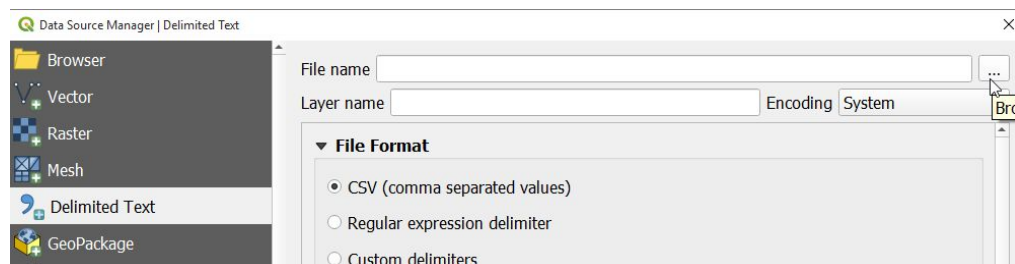 Data Source Manager | Delimited Text
Browser
Vector
Raster
Mesh
Delimited Text
GeoPackage
File name
...
Layer name
Encoding System
Bro
File Format
CSV (comma separated values)
Regular expression delimiter
Custom delimiters